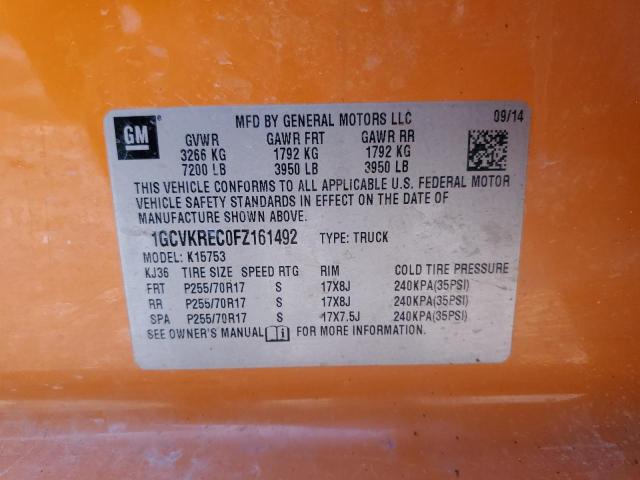 GM
MFD BY GENERAL MOTORS LLC 09/14
GVWR GAWR FRT GAWR RR
3266 KG 1792 KG 1792 KG
7200 LB 3950 LB 3950 LB
THIS VEHICLE CONFORMS TO ALL APPLICABLE U.S. FEDERAL MOTOR
VEHICLE SAFETY STANDARDS IN EFFECT ON THE DATE OF
MANUFACTURE SHOWN ABOVE.
1GCVKREC0FZ161492 TYPE: TRUCK
MODEL: K15753
KJ36 TIRE SIZE SPEED RTG RIM COLD TIRE PRESSURE
FRT P255/70R17 S 17X8J 240KPA(35PSI)
RR P255/70R17 S 17X8J 240KPA(35PSI)
SPA P255/70R17 S 17X7.5J 240KPA(35PSI)
SEE OWNER'S MANUAL FOR MORE INFORMATION.